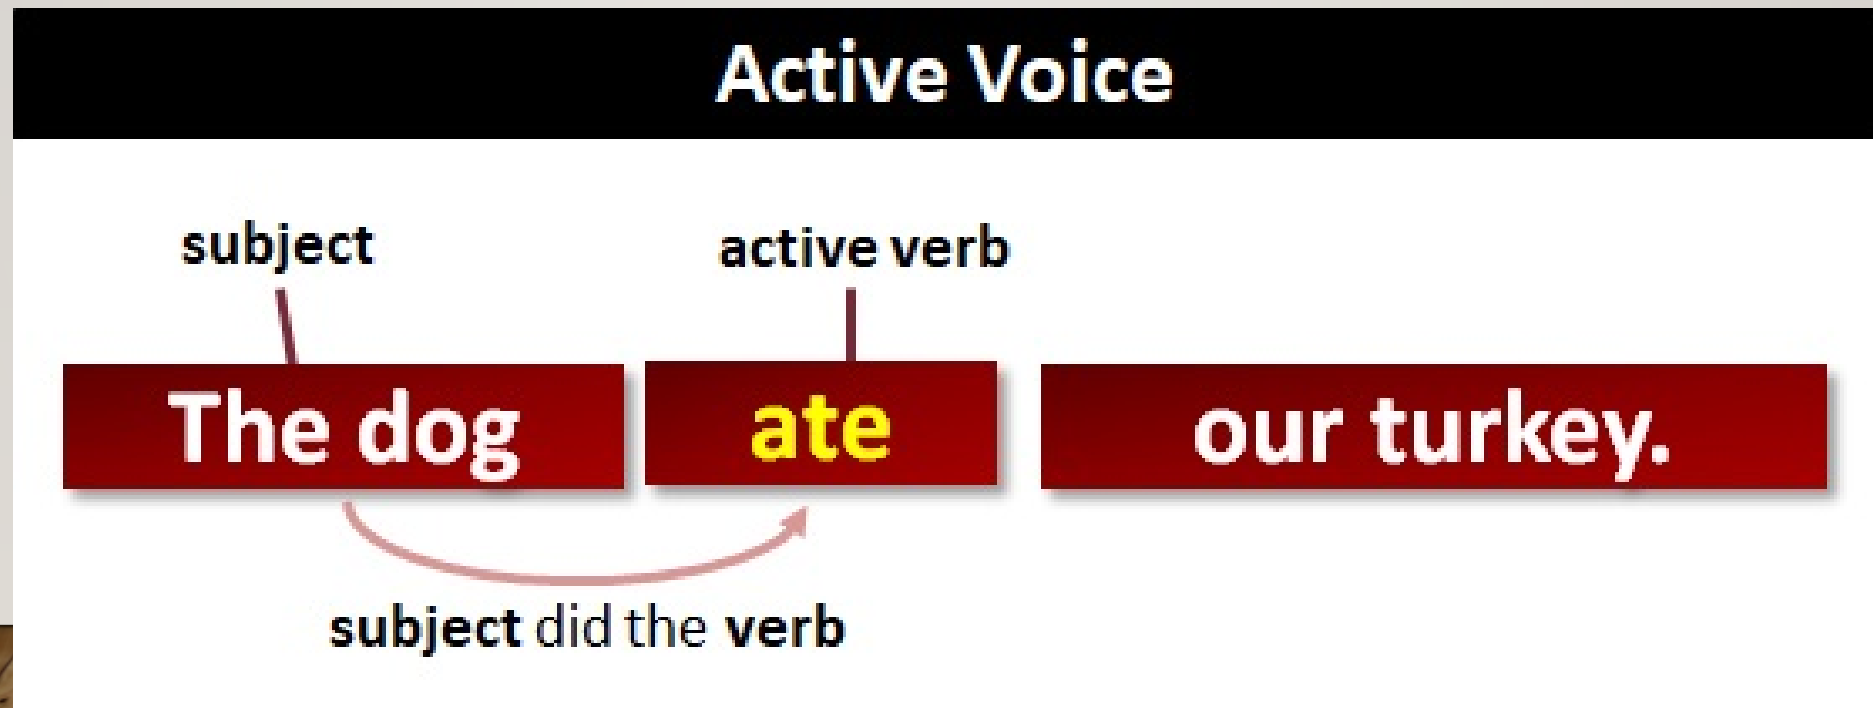 Active Voice
subject active verb
The dog ate our turkey.
subject did the verb